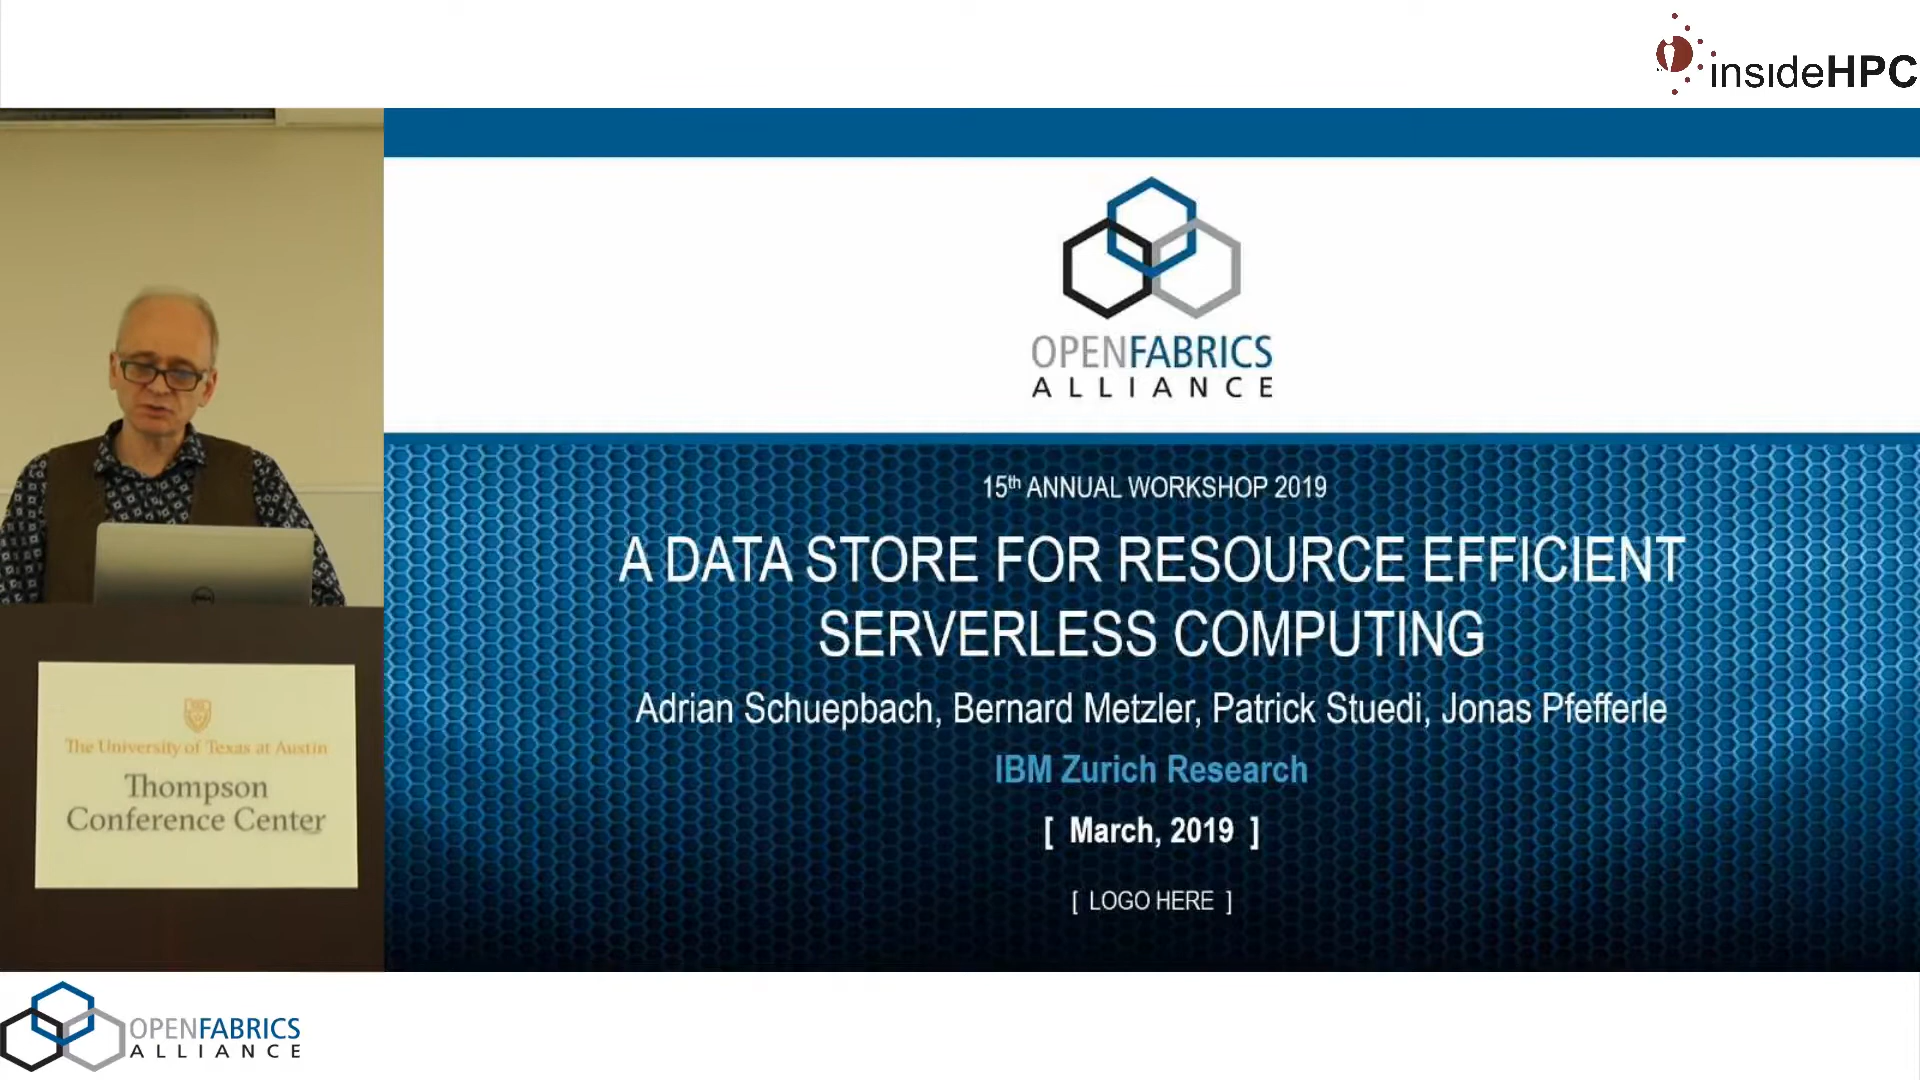 insideHPC
OPENFABRICS
ALLIANCE
15th ANNUAL WORKSHOP 2019
A DATA STORE FOR RESOURCE EFFICIENT
SERVERLESS COMPUTING
Adrian Schuepbach, Bernard Metzler, Patrick Stuedi, Jonas Pfefferle
IBM Zurich Research
[ March, 2019 ]
[ LOGO HERE ]
DELL
The University of Texas at Austin
Thompson
Conference Center
OPENFABRICS
ALLIANCE